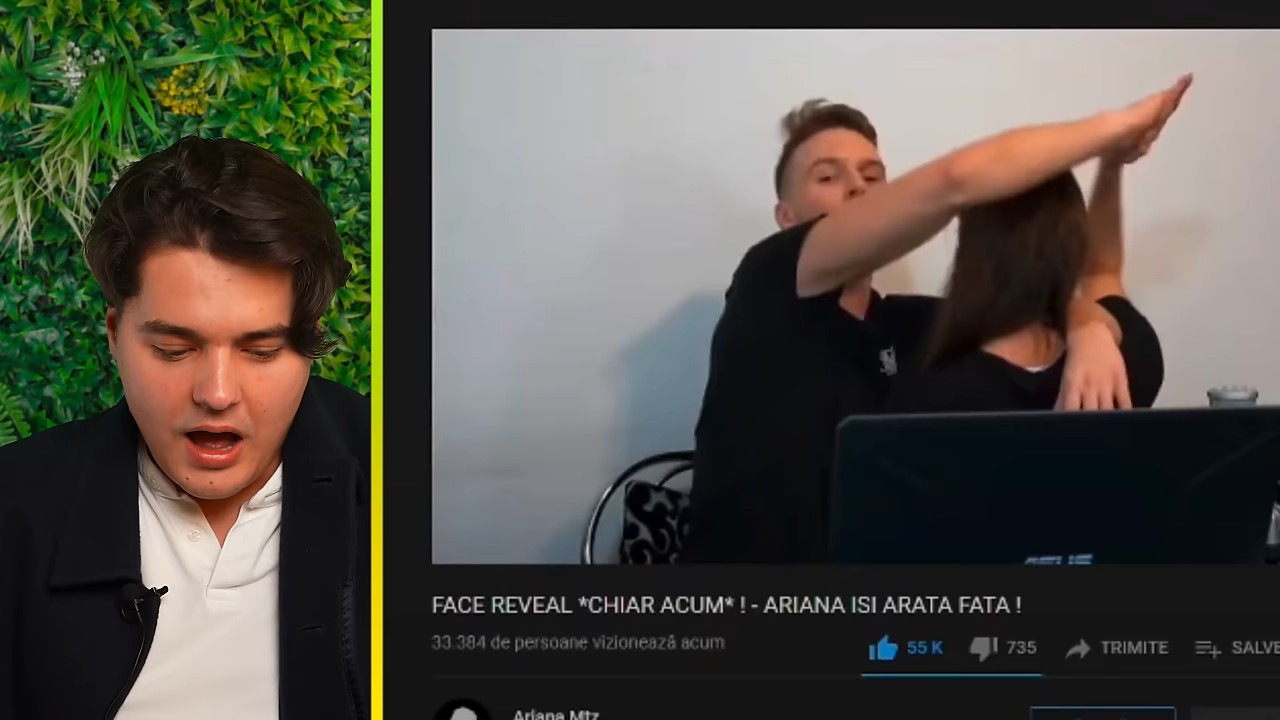 ASUS
FACE REVEAL *CHIAR ACUM* ! - ARIANA ISI ARATA FATA !
33.384 de persoane vizionează acum
55 K
735
TRIMITE
SALVE
Ariana Mtz